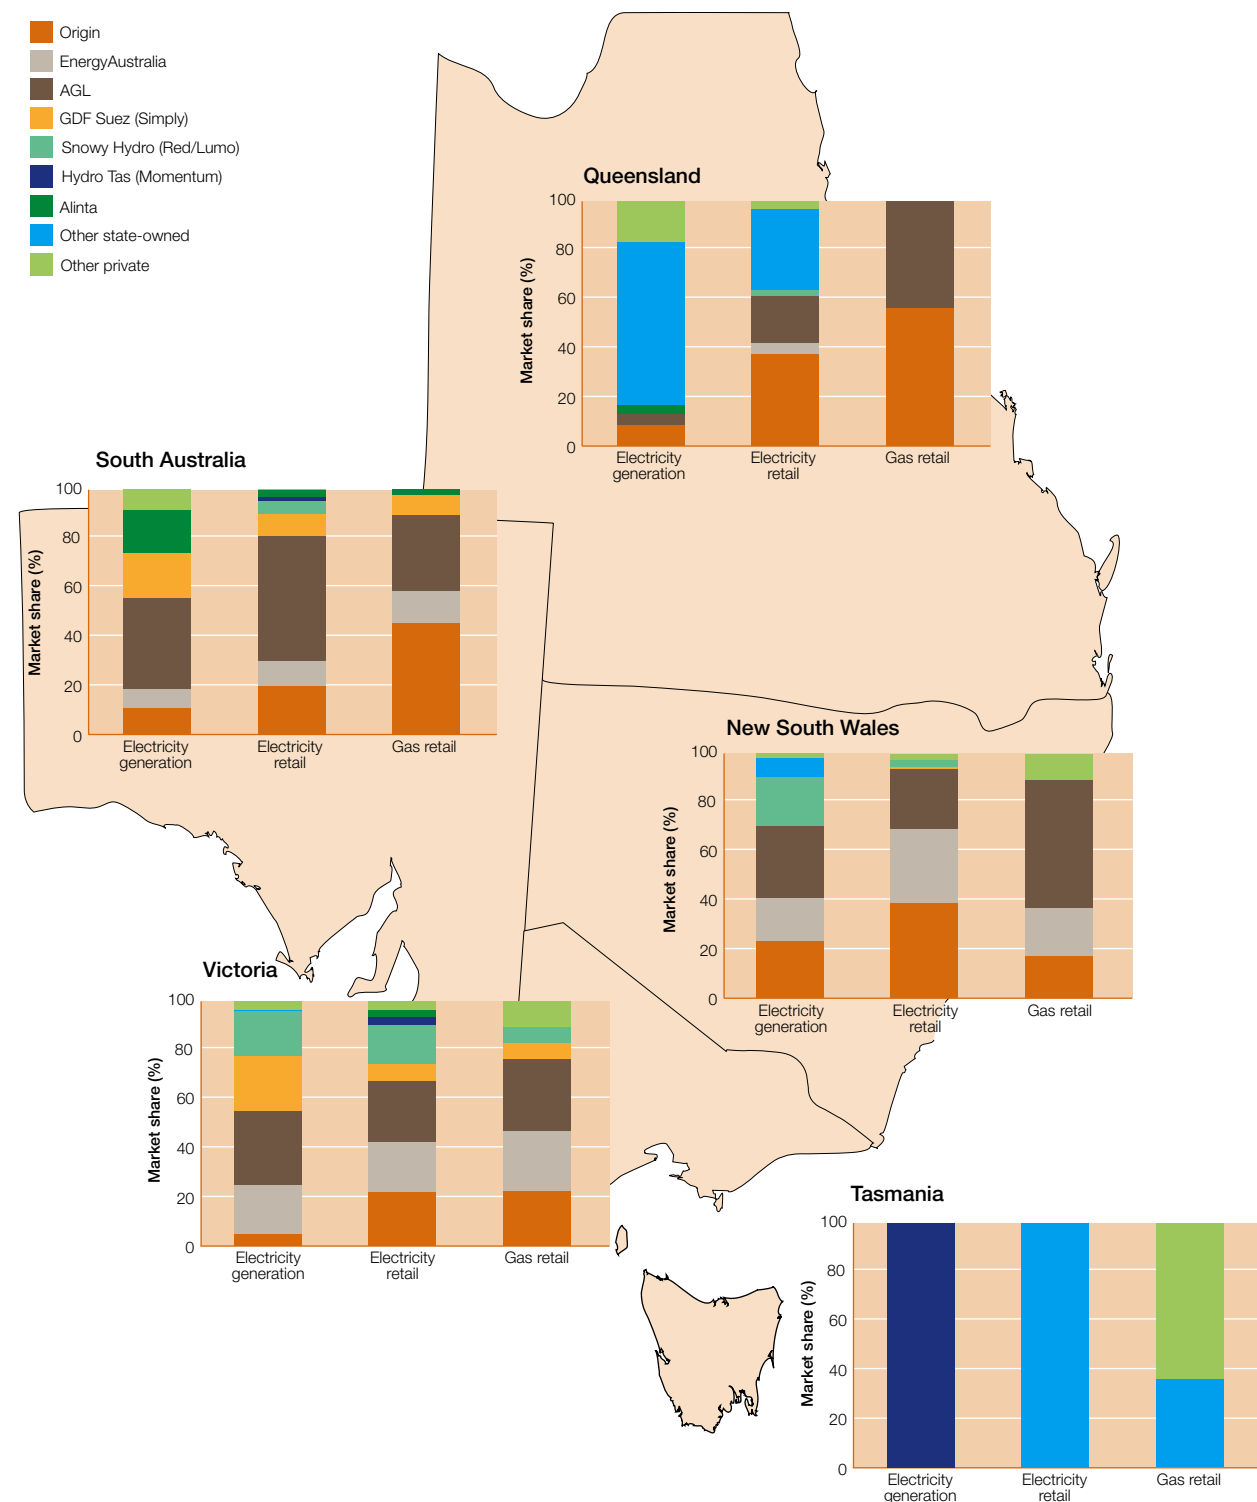 Origin
EnergyAustralia
AGL
GDF Suez (Simply)
Snowy Hydro (Red/Lumo)
Hydro Tas (Momentum)
Alinta
Other state-owned
Other private
Queensland
Market share (%)
100
80
60
40
20
0
Electricity
generation
Electricity
retail
Gas retail
South Australia
Market share (%)
100
80
60
40
20
0
Electricity
generation
Electricity
retail
Gas retail
New South Wales
Market share (%)
100
80
60
40
20
0
Electricity
generation
Electricity
retail
Gas retail
Victoria
Market share (%)
100
80
60
40
20
0
Electricity
generation
Electricity
retail
Gas retail
Tasmania
Market share (%)
100
80
60
40
20
0
Electricity
generation
Electricity
retail
Gas retail